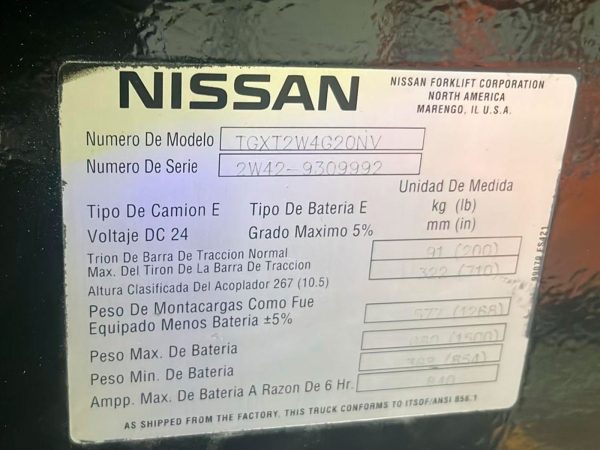 NISSAN
NISSAN FORKLIFT CORPORATION
NORTH AMERICA
MARENGO, IL U.S.A.
Numero De Modelo TGXT2W4G20NV
Numero De Serie 2W42-9309992
Unidad De Medida
Tipo De Camion E Tipo De Bateria E kg (lb)
Voltaje DC 24 Grado Maximo 5% mm (in)
Trion De Barra De Traccion Normal 91 (200)
Max. Del Tiron De La Barra De Traccion 322 (710)
Altura Clasificada Del Acoplador 267 (10.5)
Peso De Montacargas Como Fue
Equipado Menos Bateria ±5% 577 (1268)
Peso Max. De Bateria (1500)
Peso Min. De Bateria (854)
Ampp. Max. De Bateria A Razon De 6 Hr. 840
AS SHIPPED FROM THE FACTORY, THIS TRUCK CONFORMS TO ITSDF/ANSI B56.1